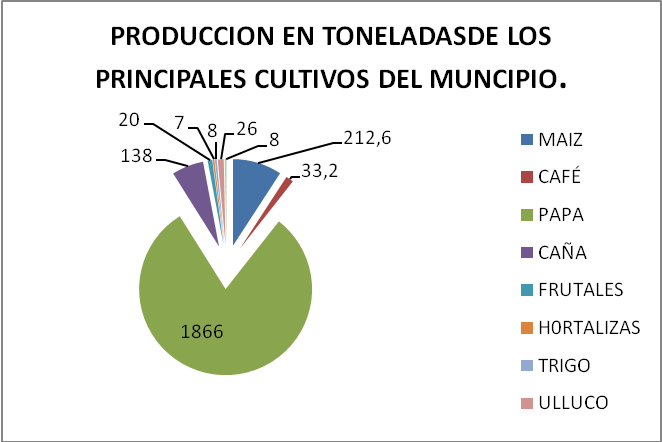 PRODUCCION EN TONELADASDE LOS
PRINCIPALES CULTIVOS DEL MUNCIPIO.
20
7
8
26
8
212,6
138
33,2
1866
MAIZ
CAFÉ
PAPA
CAÑA
FRUTALES
H0RTALIZAS
TRIGO
ULLUCO